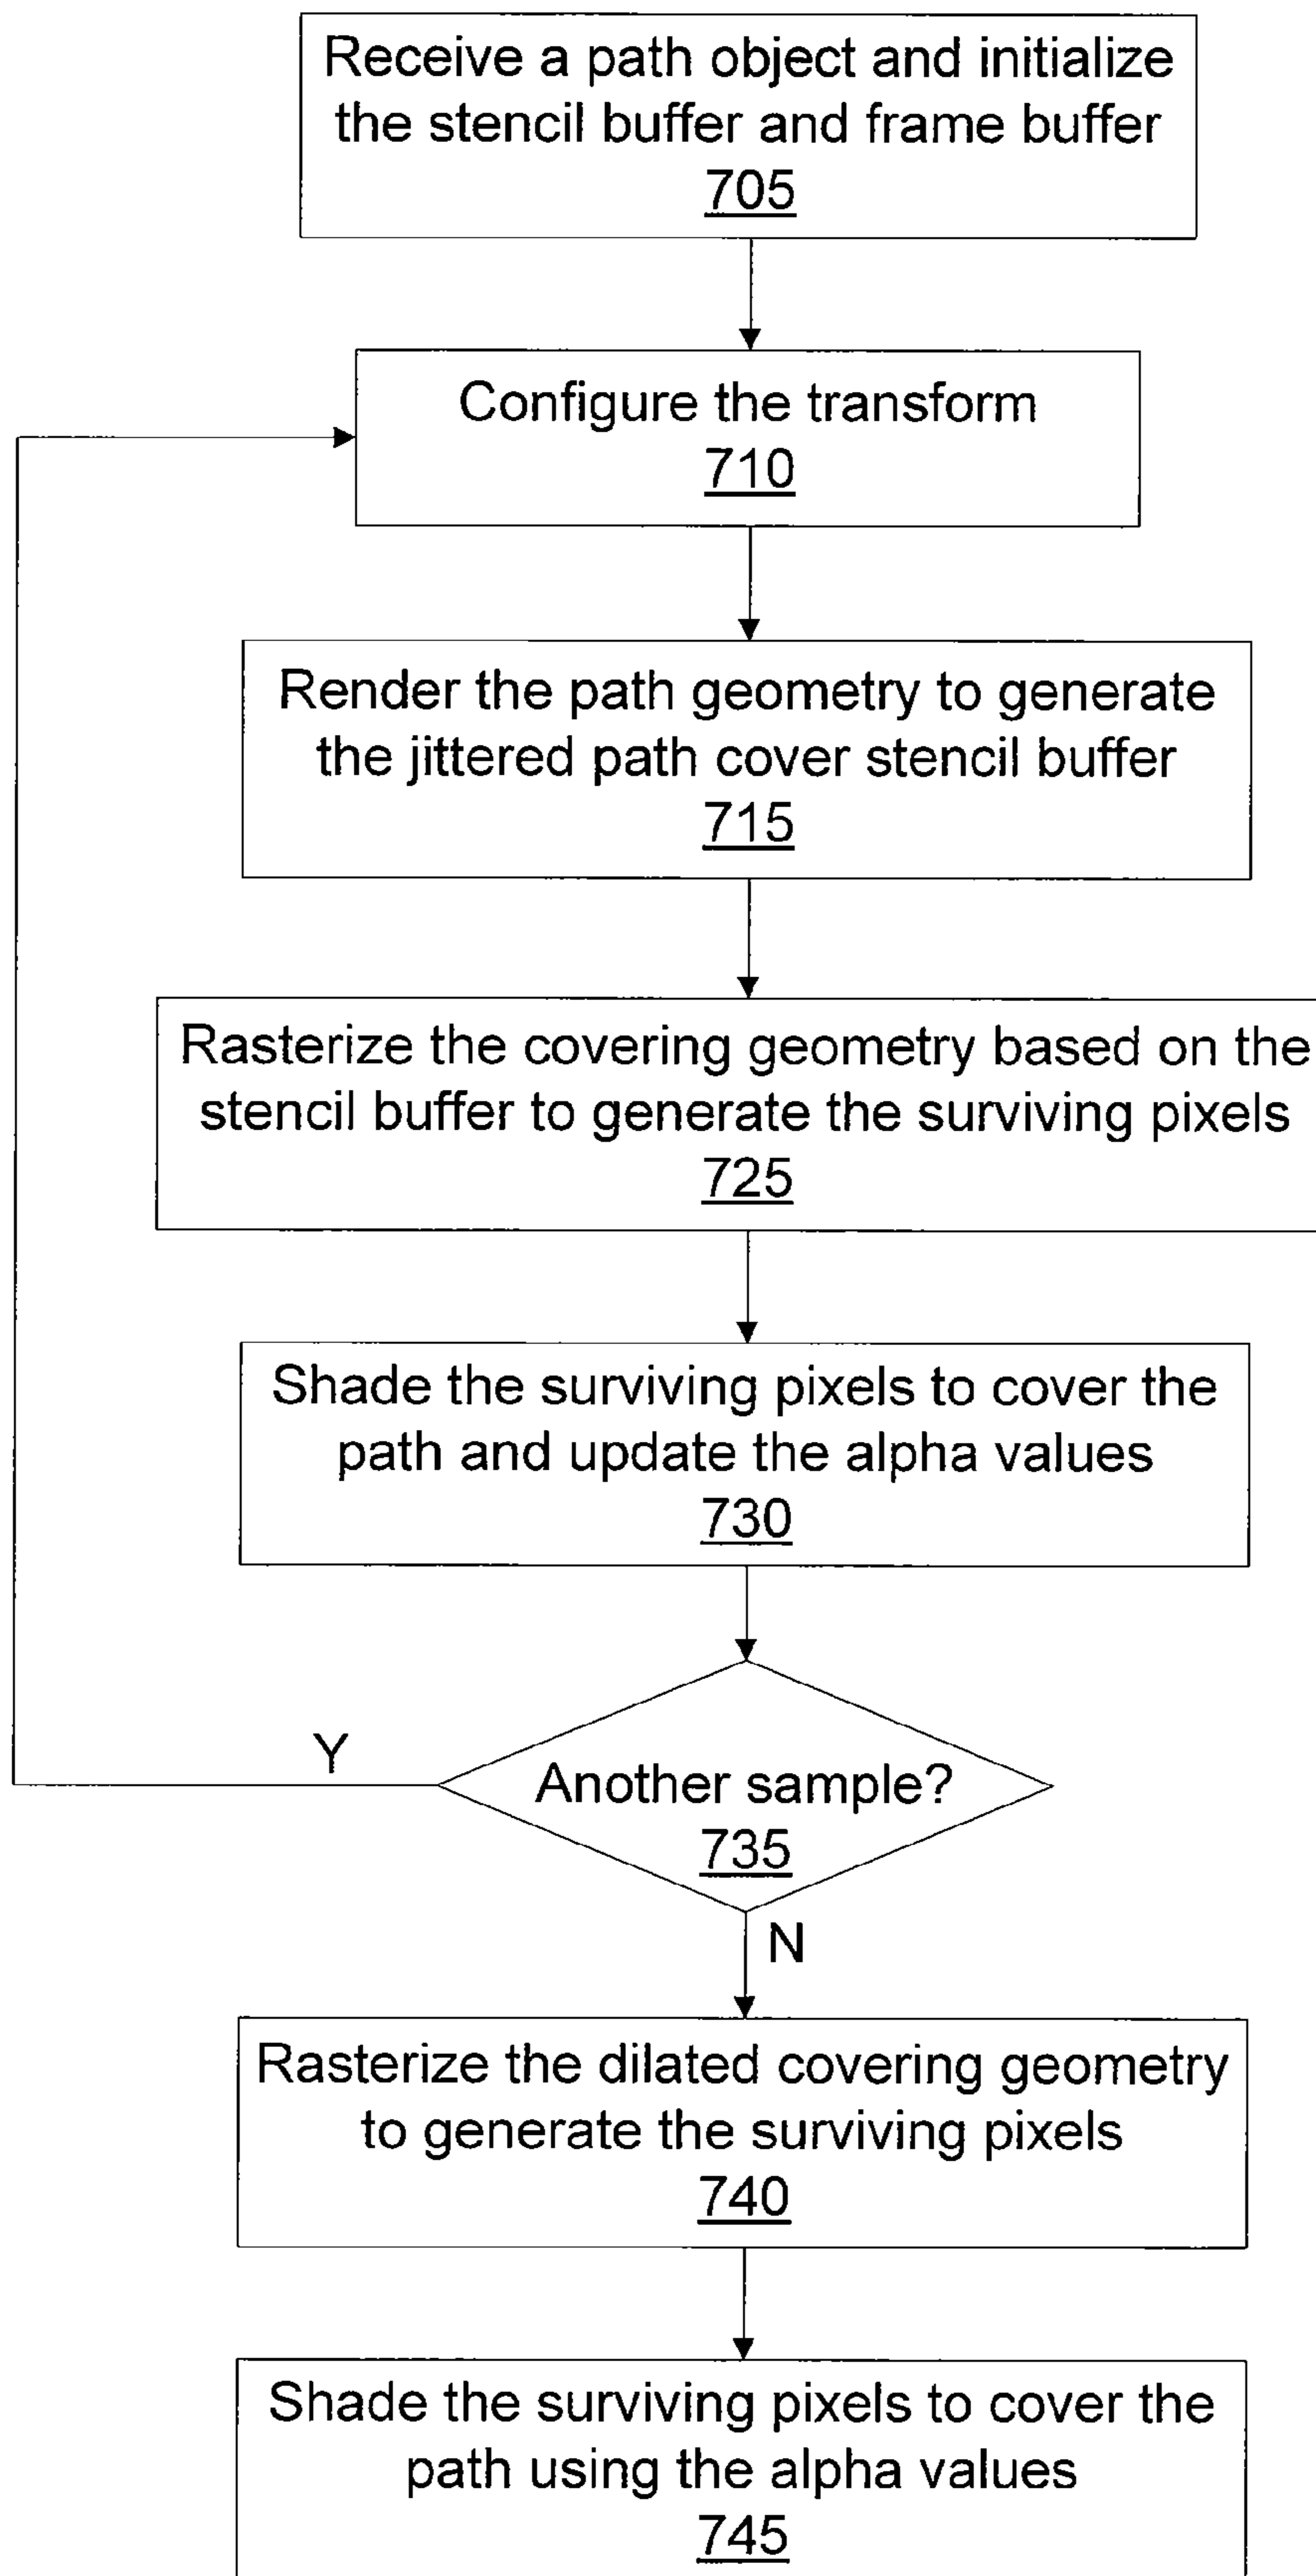 Receive a path object and initialize
the stencil buffer and frame buffer
705
Configure the transform
710
Render the path geometry to generate
the jittered path cover stencil buffer
715
Rasterize the covering geometry based on the
stencil buffer to generate the surviving pixels
725
Shade the surviving pixels to cover the
path and update the alpha values
730
Y
Another sample?
735
N
Rasterize the dilated covering geometry
to generate the surviving pixels
740
Shade the surviving pixels to cover the
path using the alpha values
745